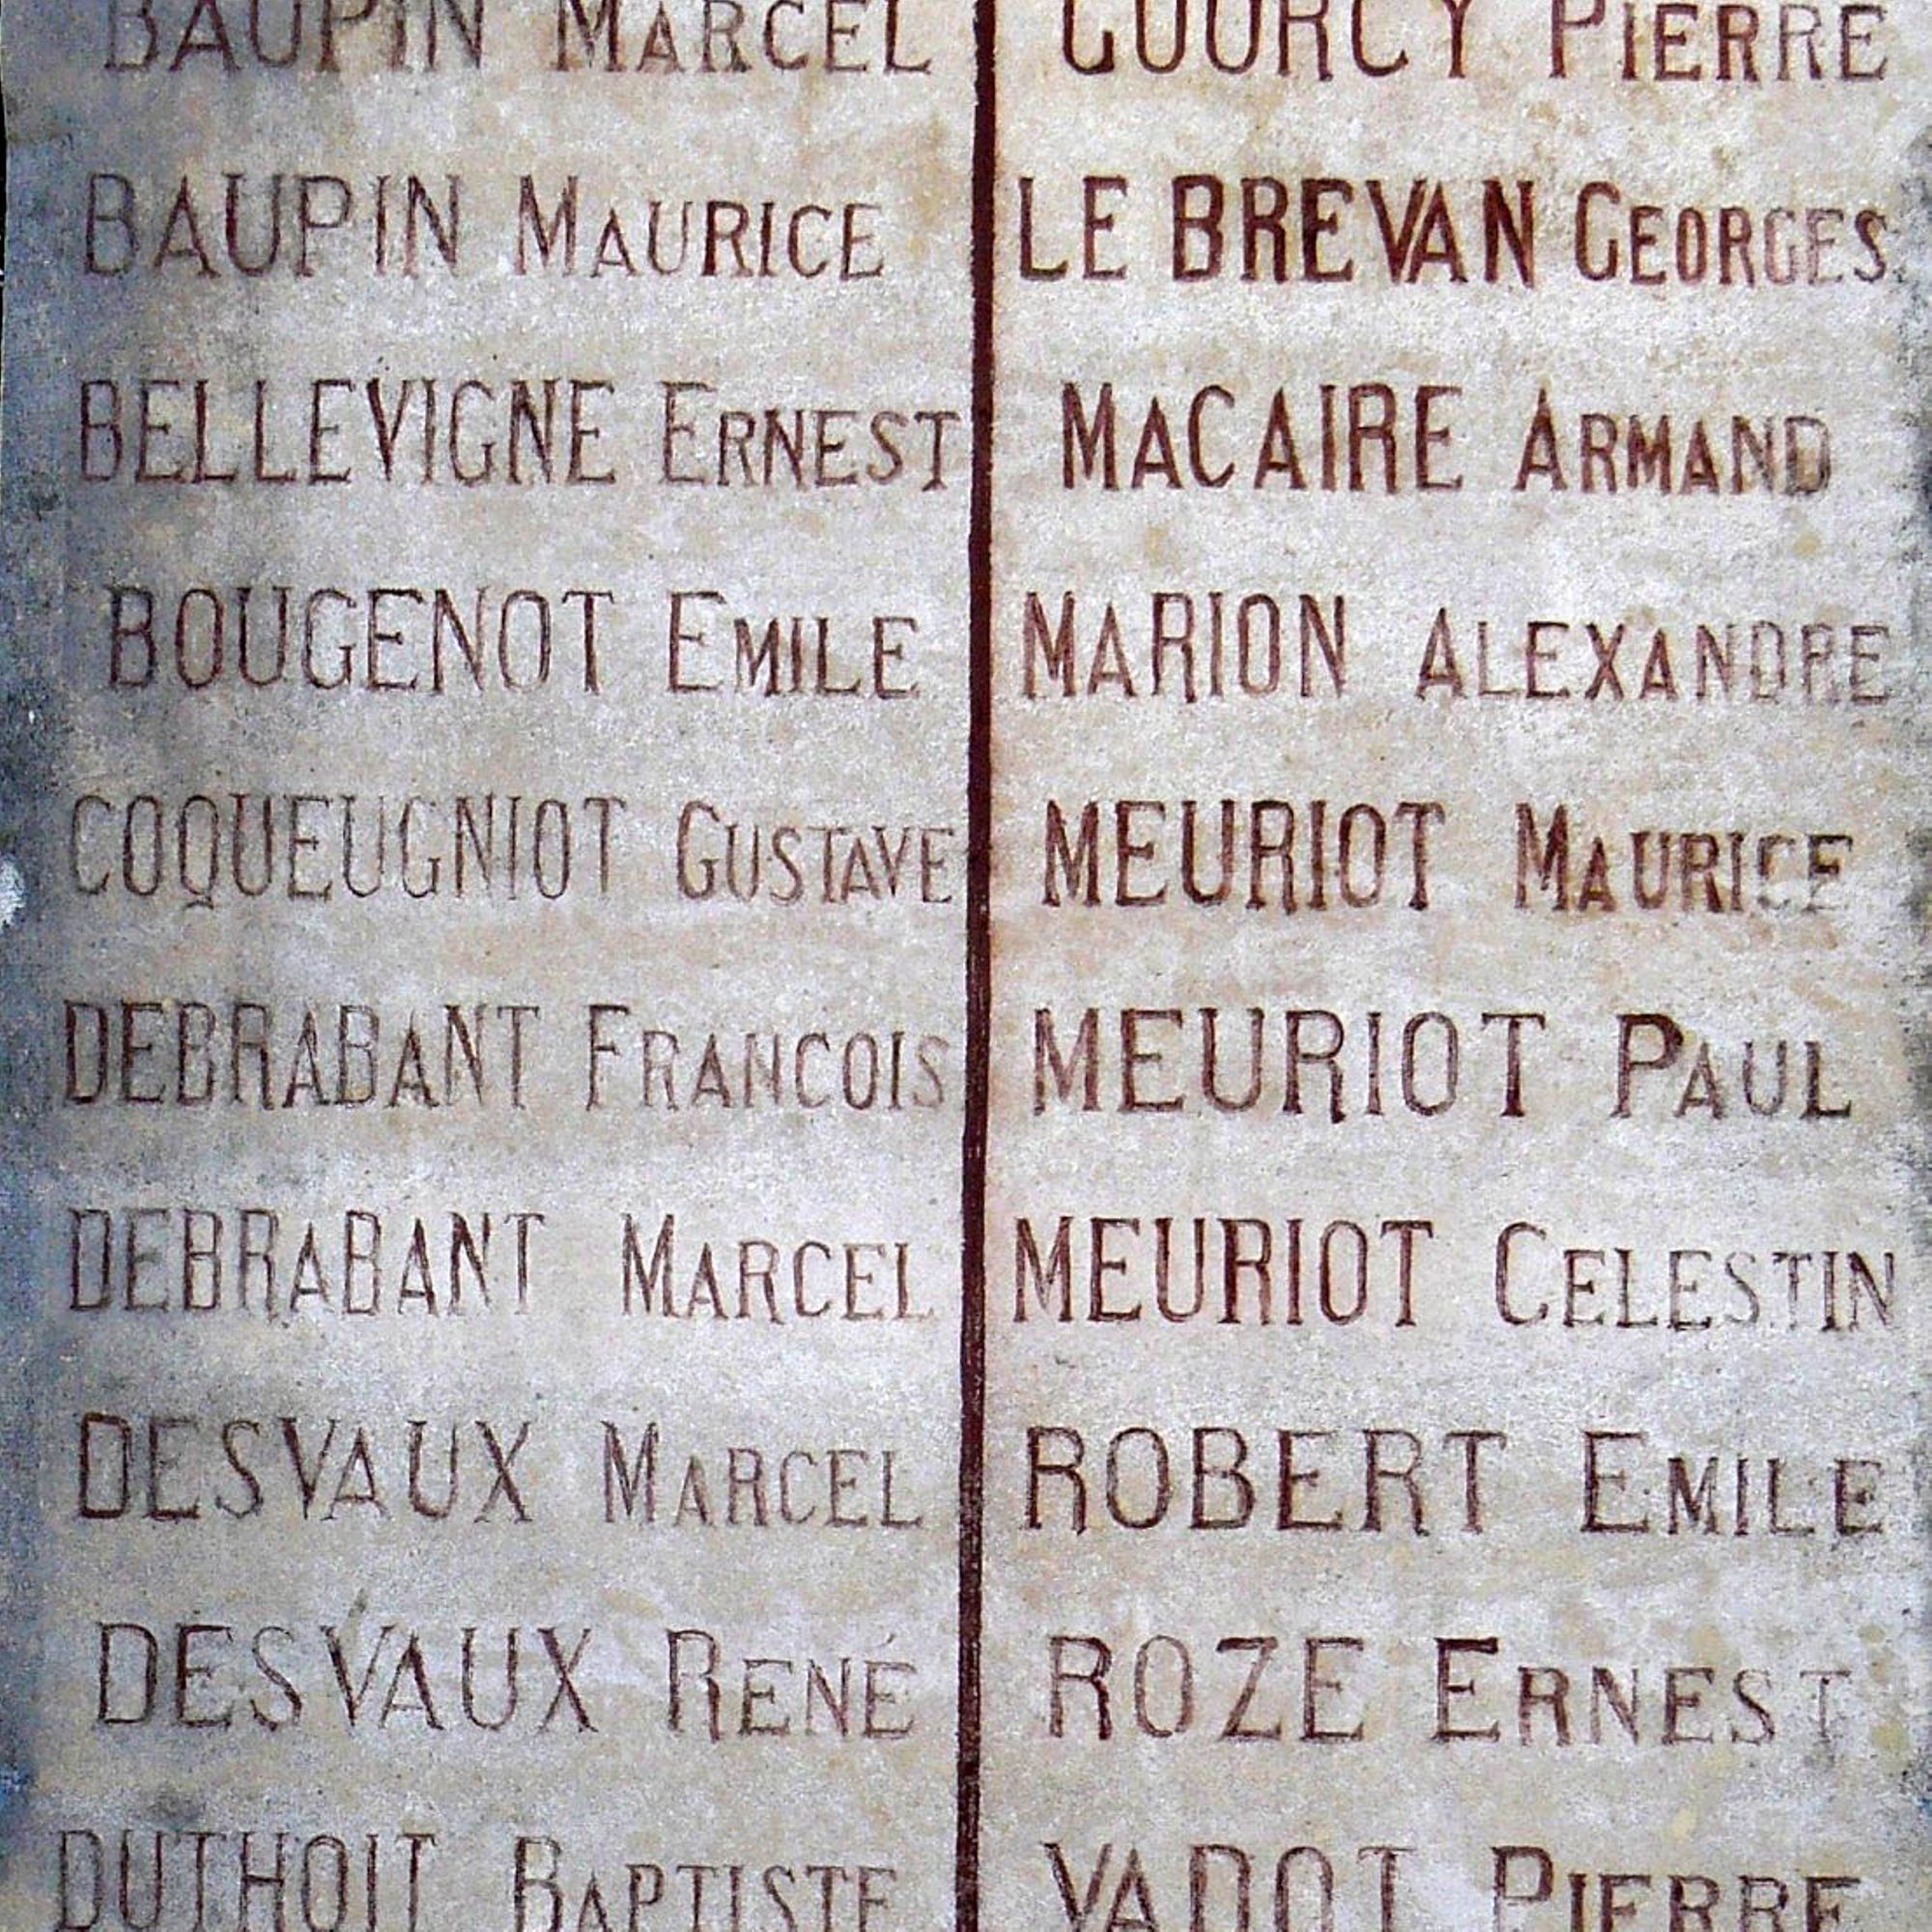 BAUPIN MARCEL
BAUPIN MAURICE
BELLEVIGNE ERNEST
BOUGENOT EMILE
COQUEUGNIOT GUSTAVE
DEBRABANT FRANCOIS
DEBRABANT MARCEL
DESVAUX MARCEL
DESVAUX RENÉ
DUTHOIT BAPTISTE
PIERRE
LE BREVAN GEORGES
MACAIRE ARMAND
MARION ALEXANDRE
MEURIOT MAURICE
MEURIOT PAUL
MEURIOT CELESTIN
ROBERT EMILE
ROZE ERNEST
VADOT PIERRE